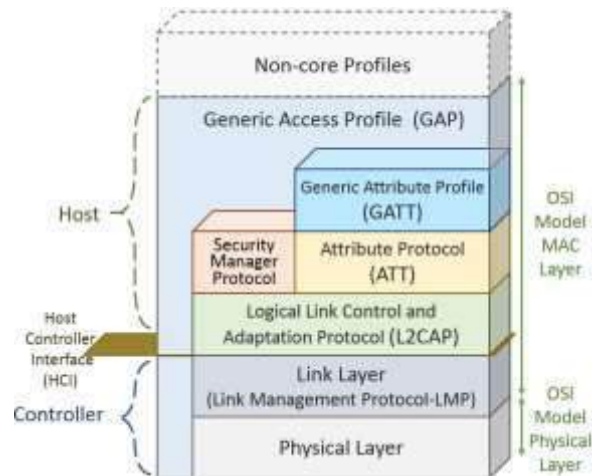 Non-core Profiles
Generic Access Profile (GAP)
Generic Attribute Profile
(GATT)
Host
Security
Manager
Protocol
Attribute Protocol
(ATT)
OSI
Model
MAC
Layer
Logical Link Control and
Adaptation Protocol (L2CAP)
Host
Controller
Interface
(HCI)
Link Layer
(Link Management Protocol-LMP)
Controller
Physical Layer
OSI
Model
Physical
Layer